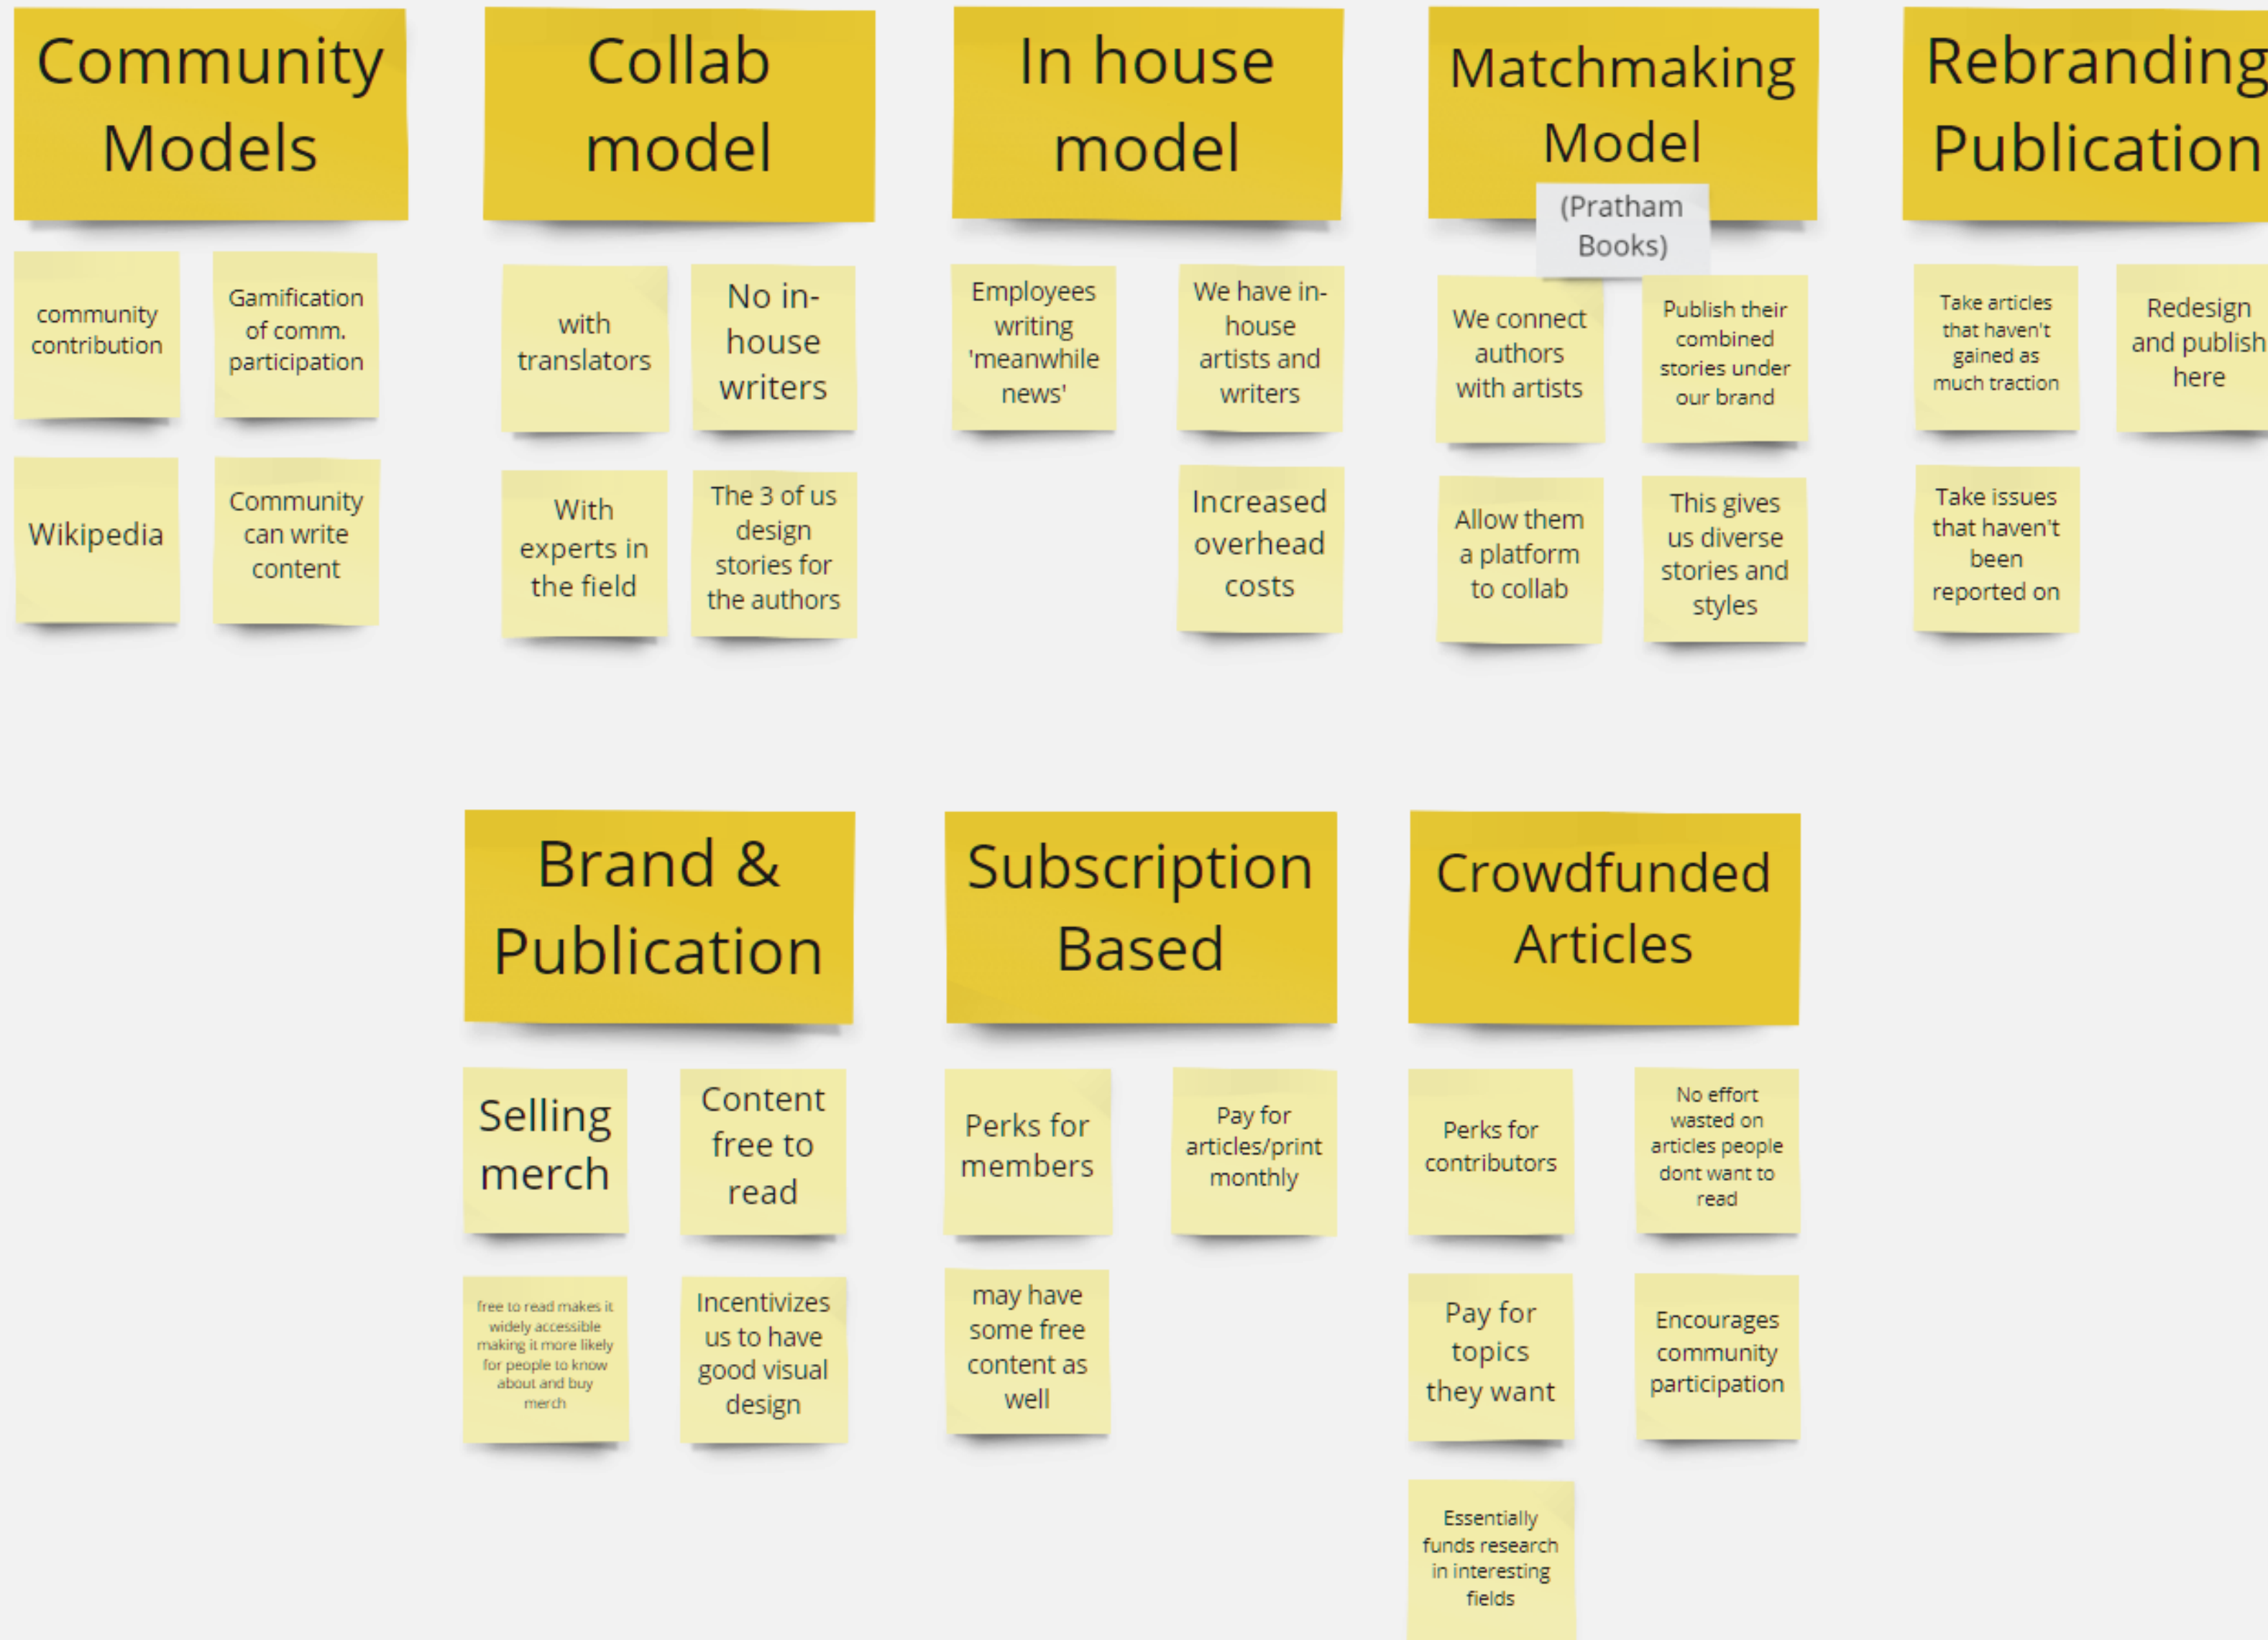 Community
Models
community
contribution
Gamification
of comm.
participation
Wikipedia
Community
can write
content
Collab
model
with
translators
No in-
house
writers
With
experts in
the field
The 3 of us
design
stories for
the authors
In house
model
Employees
writing
'meanwhile
news'
We have in-
house
artists and
writers
Increased
overhead
costs
Matchmaking
Model
(Pratham
Books)
We connect
authors
with artists
Publish their
combined
stories under
our brand
Allow them
a platform
to collab
This gives
us diverse
stories and
styles
Rebranding
Publication
Take articles
that haven't
gained as
much traction
Redesign
and publish
here
Take issues
that haven't
been
reported on
Brand &
Publication
Selling
merch
Content
free to
read
free to read makes it
widely accessible
making it more likely
for people to know
about and buy
merch
Incentivizes
us to have
good visual
design
Subscription
Based
Perks for
members
Pay for
articles/print
monthly
may have
some free
content as
well
Crowdfunded
Articles
Perks for
contributors
No effort
wasted on
articles people
dont want to
read
Pay for
topics
they want
Encourages
community
participation
Essentially
funds research
in interesting
fields